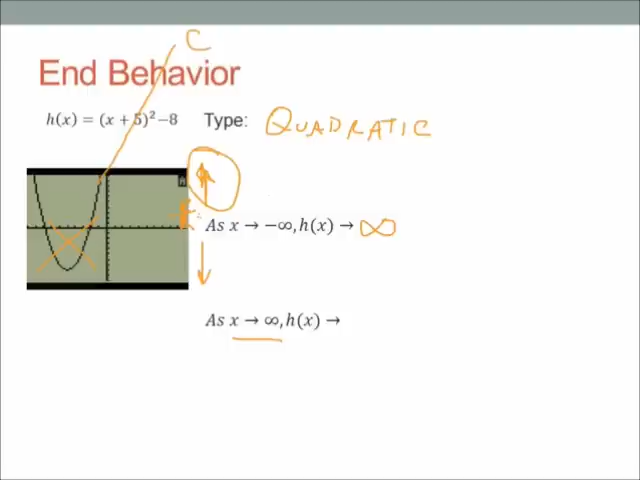 C
End Behavior
h(x) = (x + 5)² − 8 Type: QUADRATIC
As x → −∞, h(x) → ∞
As x → ∞, h(x) →